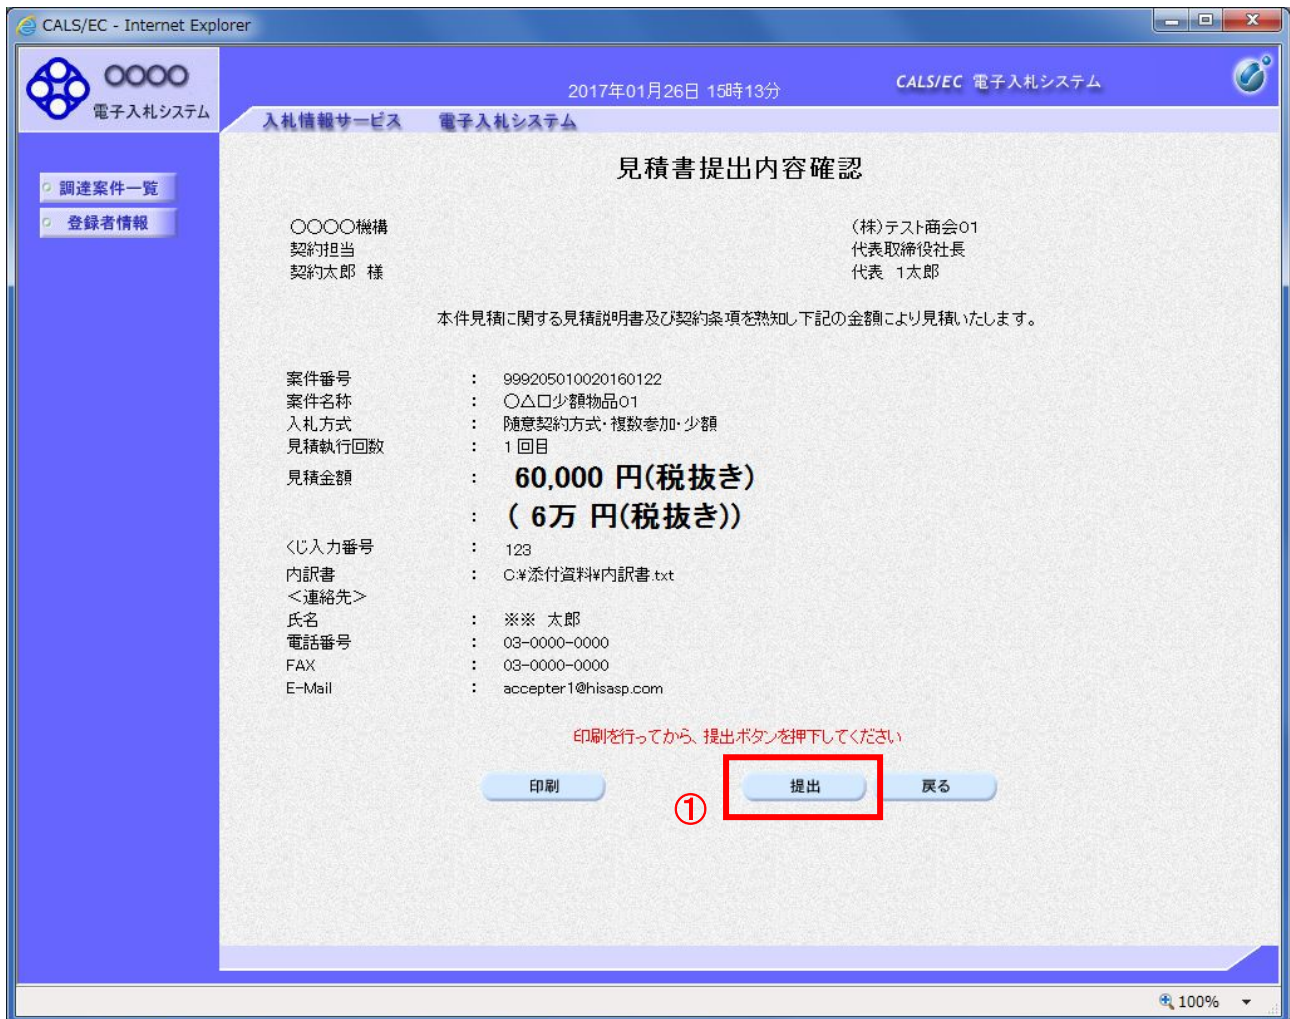 CALS/EC - Internet Explorer
〇〇〇〇
電子入札システム
2017年01月26日 15時13分
CALS/EC 電子入札システム
入札情報サービス 電子入札システム
調達案件一覧
登録者情報
見積書提出内容確認
〇〇〇〇機構
契約担当
契約太郎 様
(株)テスト商会01
代表取締役社長
代表 1太郎
本件見積に関する見積説明書及び契約条項を熟知し下記の金額により見積いたします。
案件番号 : 999205010020160122
案件名称 : 〇△口少額物品01
入札方式 : 随意契約方式・複数参加・少額
見積執行回数 : 1回目
見積金額 : 60,000 円(税抜き)
: ( 6万 円(税抜き))
くじ入力番号 : 123
内訳書 : C:¥添付資料¥内訳書.txt
<連絡先>
氏名 : ※※ 太郎
電話番号 : 03-0000-0000
FAX : 03-0000-0000
E-Mail : accepter1@hisasp.com
印刷を行ってから、提出ボタンを押下してください
印刷 提出 戻る
①
100%